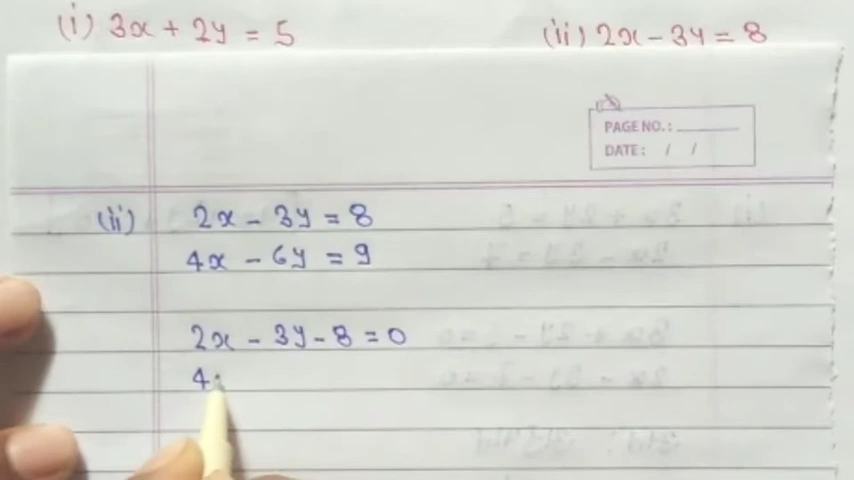 (i) 3x + 2y = 5 (ii) 2x - 3y = 8
PAGE NO.: ________
DATE: / /
(ii) 2x - 3y = 8
4x - 6y = 9
2x - 3y - 8 = 0
4